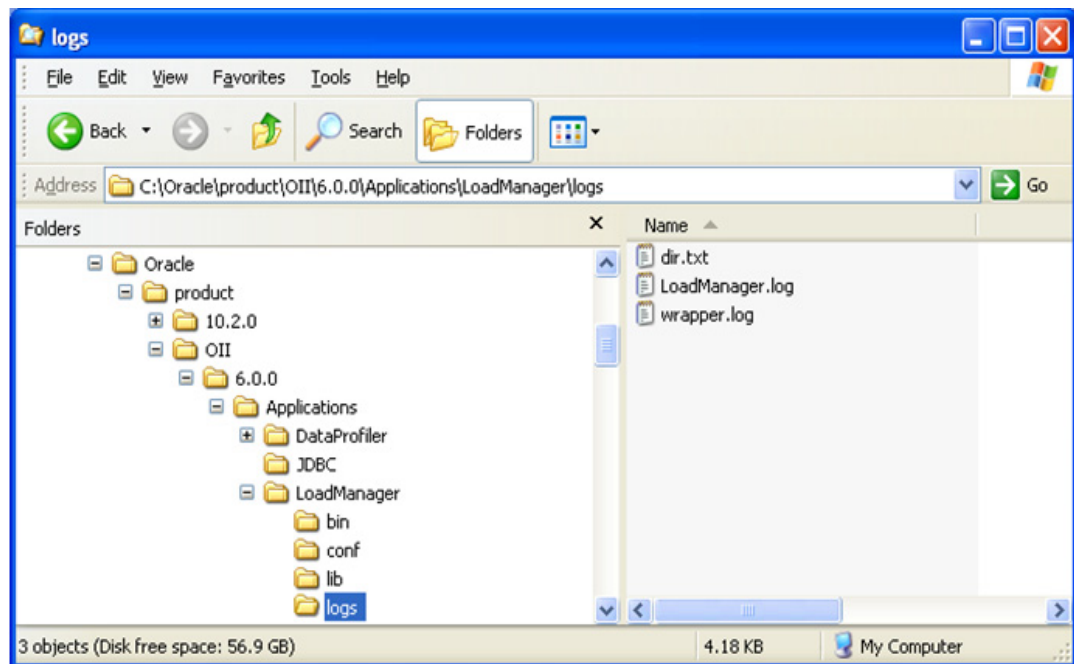 logs
File Edit View Favorites Tools Help
Back Search Folders
Address C:\Oracle\product\OII\6.0.0\Applications\LoadManager\logs Go
Folders
Name
Oracle
product
10.2.0
OII
6.0.0
Applications
DataProfiler
JDBC
LoadManager
bin
conf
lib
logs
dir.txt
LoadManager.log
wrapper.log
3 objects (Disk free space: 56.9 GB) 4.18 KB My Computer